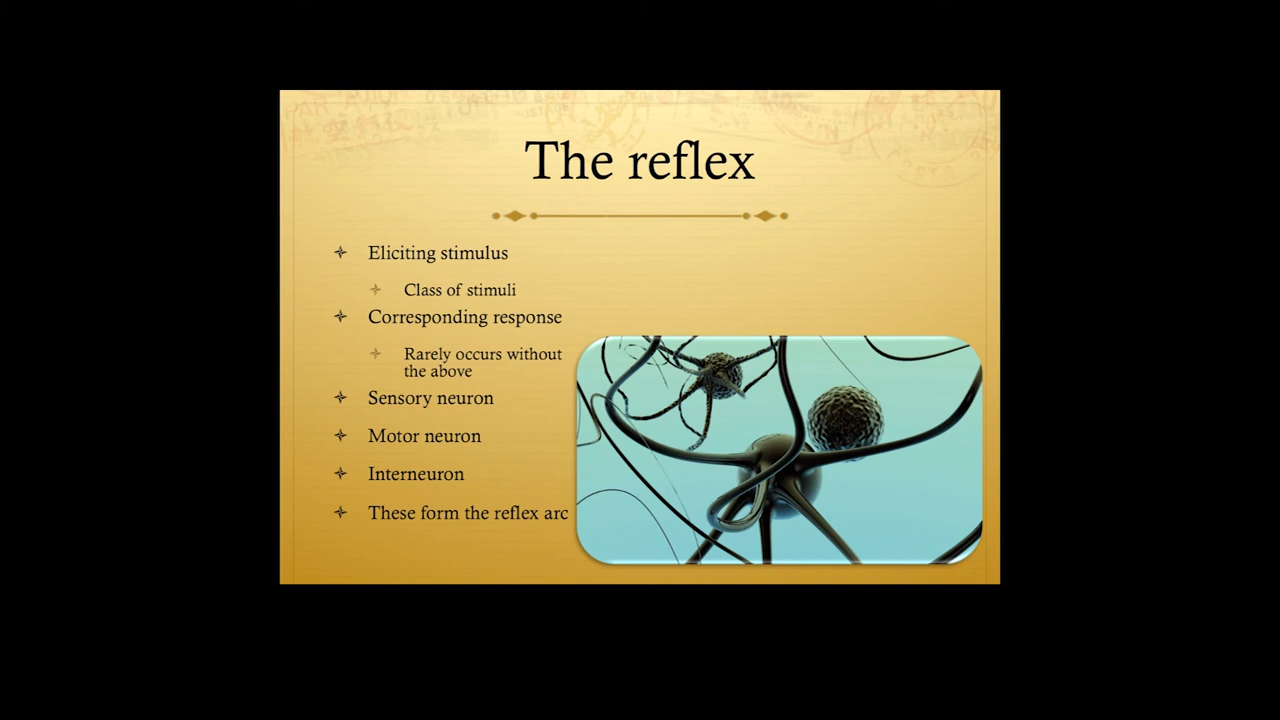 The reflex
Eliciting stimulus
Class of stimuli
Corresponding response
Rarely occurs without
the above
Sensory neuron
Motor neuron
Interneuron
These form the reflex arc